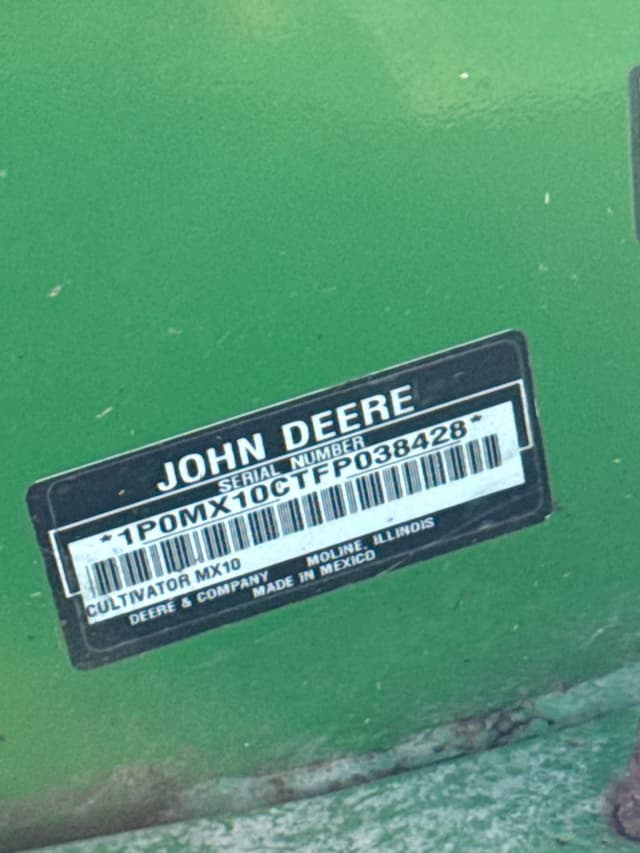 JOHN DEERE
SERIAL NUMBER
*1P0MX10CTFP038428*
CULTIVATOR MX10
DEERE & COMPANY MOLINE, ILLINOIS
MADE IN MEXICO